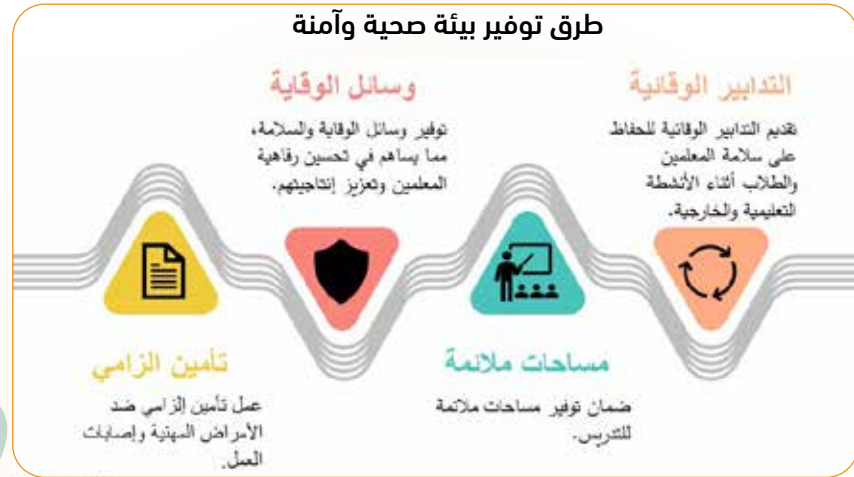 طرق توفير بيئة صحية وآمنة
التدابير الوقائية
تقديم التدابير الوقائية للحفاظ
على سلامة المعلمين
والطلاب أثناء الأنشطة
التعليمية والخارجية.
مساحات ملائمة
ضمان توفير مساحات ملائمة
للتدريس.
وسائل الوقاية
توفير وسائل الوقاية والسلامة،
مما يساهم في تحسين رفاهية
المعلمين وتعزيز إنتاجيتهم.
تأمين الزامي
عمل تأمين إلزامي ضد
الأمراض المهنية وإصابات
العمل.